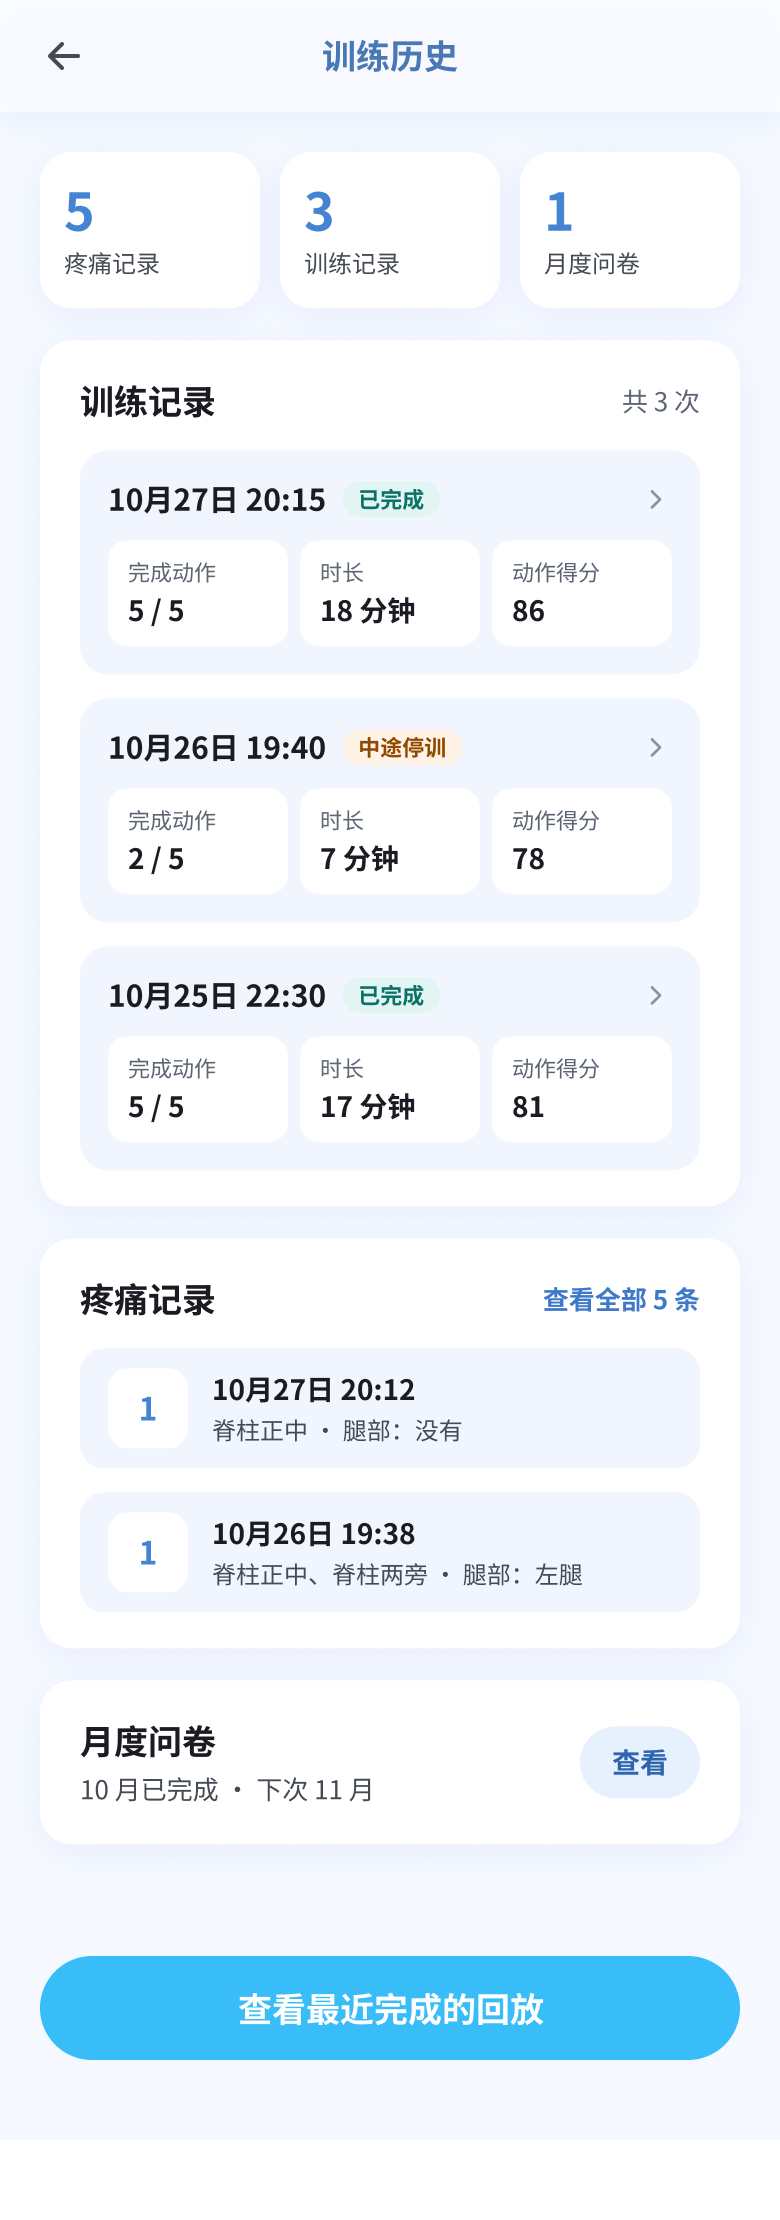 训练历史
5
疼痛记录
3
训练记录
1
月度问卷
训练记录
共 3 次
10月27日 20:15 已完成
完成动作
5 / 5
时长
18 分钟
动作得分
86
10月26日 19:40 中途停训
完成动作
2 / 5
时长
7 分钟
动作得分
78
10月25日 22:30 已完成
完成动作
5 / 5
时长
17 分钟
动作得分
81
疼痛记录
查看全部 5 条
1
10月27日 20:12
脊柱正中 · 腿部：没有
1
10月26日 19:38
脊柱正中、脊柱两旁 · 腿部：左腿
月度问卷
10 月已完成 · 下次 11 月
查看
查看最近完成的回放